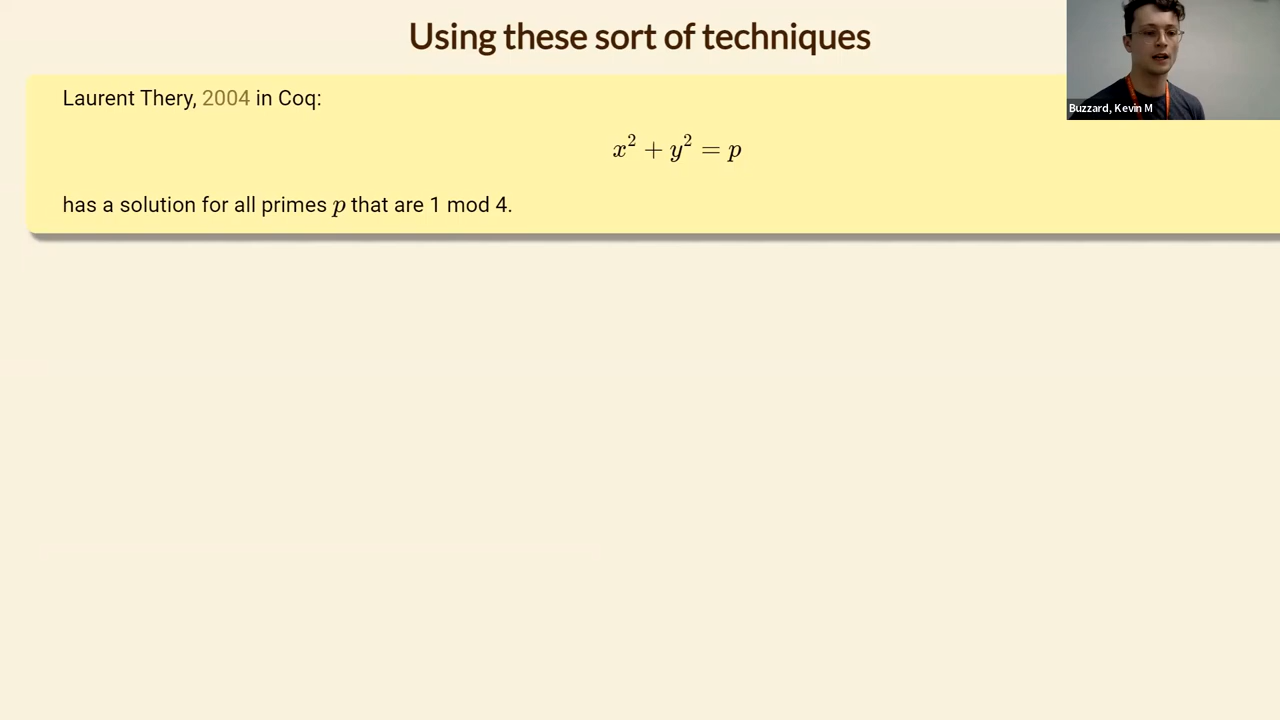 Using these sort of techniques
Laurent Thery, 2004 in Coq:
x² + y² = p
has a solution for all primes p that are 1 mod 4.
Buzzard, Kevin M